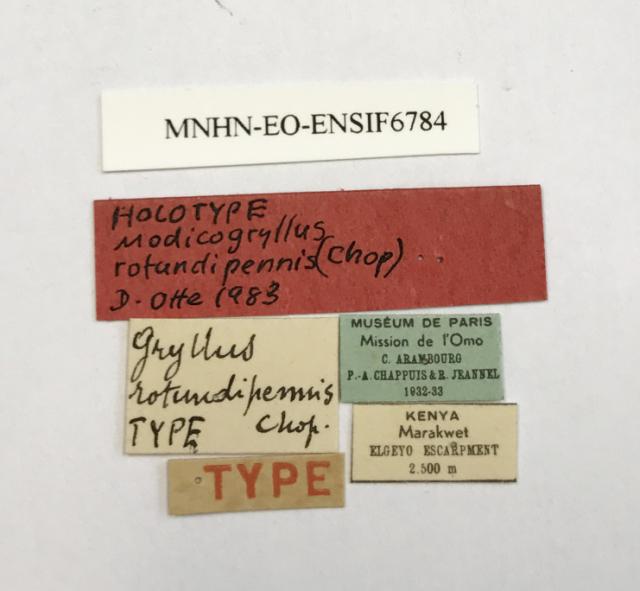 MNHN-EO-ENSIF6784
HOLOTYPE
Modicogryllus
rotundipennis (Chop)
D. Otte 1983
Gryllus
rotundipennis
TYPE Chop.
MUSÉUM DE PARIS
Mission de l'Omo
C. ARAMBOURG
P.-A. CHAPPUIS & R. JEANNEL
1932-33
KENYA
Marakwet
ELGEYO ESCARPMENT
2.500 m
TYPE